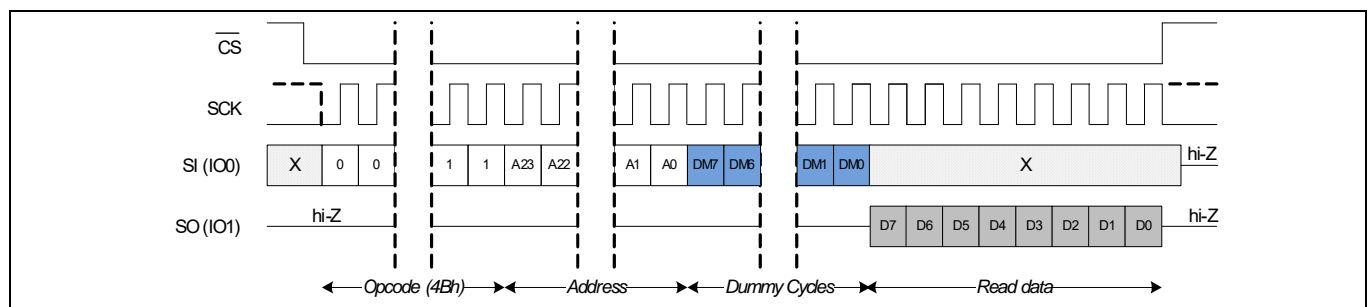 CS
SCK
SI (IO0) X 0 0 1 1 A23 A22 A1 A0 DM7 DM6 DM1 DM0 X hi-Z
SO (IO1) hi-Z D7 D6 D5 D4 D3 D2 D1 D0 hi-Z
Opcode (4Bh) Address Dummy Cycles Read data